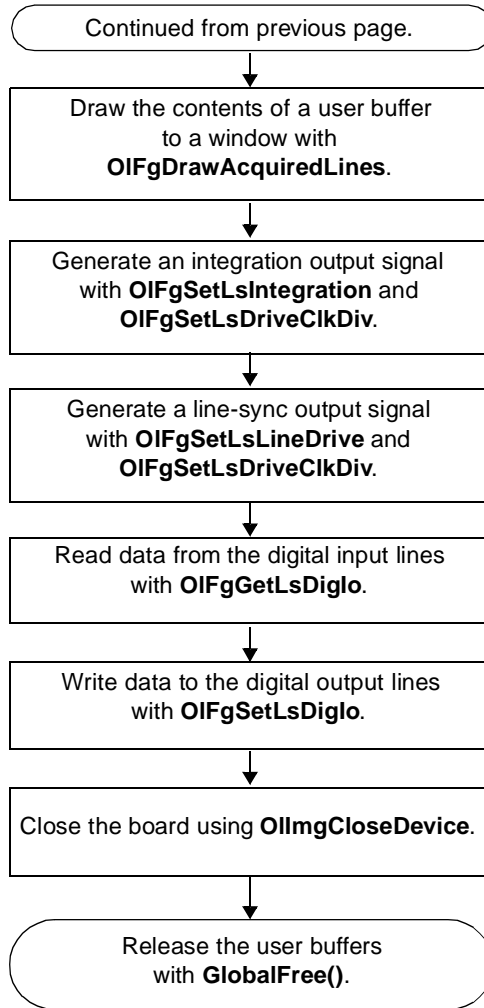 Continued from previous page.
Draw the contents of a user buffer
to a window with
OlFgDrawAcquiredLines.
Generate an integration output signal
with OlFgSetLsIntegration and
OlFgSetLsDriveClkDiv.
Generate a line-sync output signal
with OlFgSetLsLineDrive and
OlFgSetLsDriveClkDiv.
Read data from the digital input lines
with OlFgGetLsDigIo.
Write data to the digital output lines
with OlFgSetLsDigIo.
Close the board using OlImgCloseDevice.
Release the user buffers
with GlobalFree().